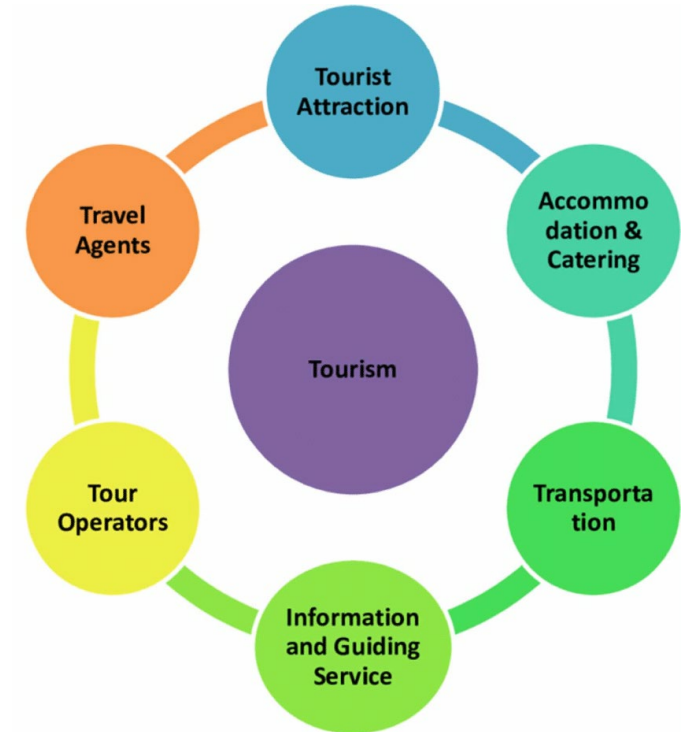 Tourist
Attraction
Accommo
dation &
Catering
Transporta
tion
Information
and Guiding
Service
Tour
Operators
Travel
Agents
Tourism